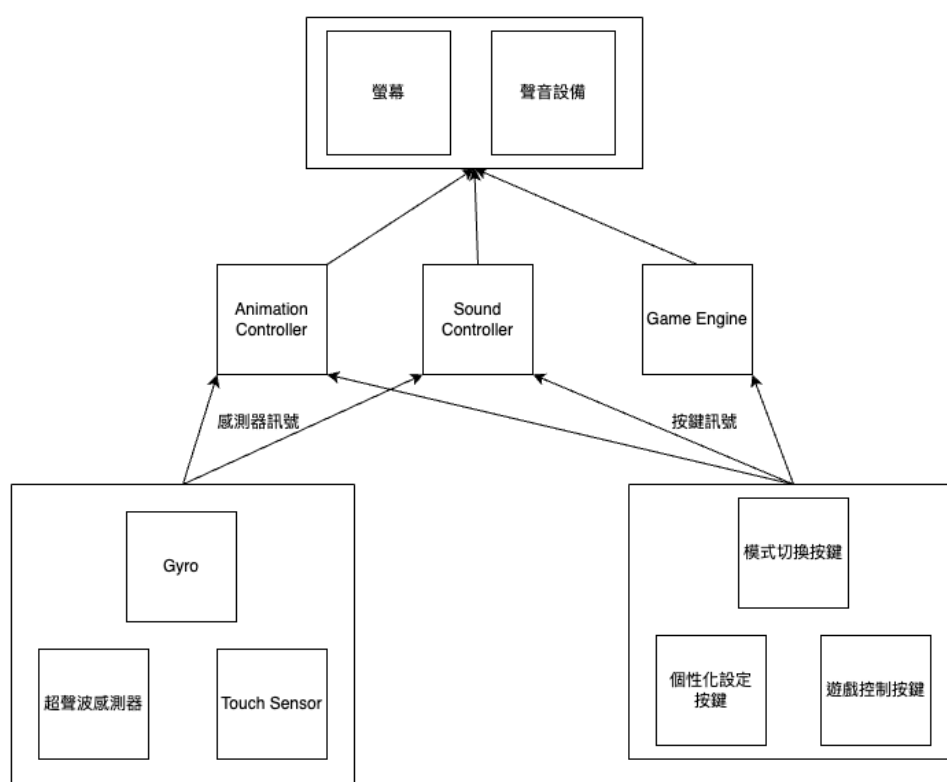 螢幕
聲音設備
Animation
Controller
Sound
Controller
Game Engine
感測器訊號
按鍵訊號
Gyro
模式切換按鍵
超聲波感測器
Touch Sensor
個性化設定
按鍵
遊戲控制按鍵